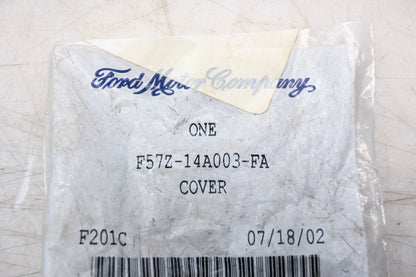 Ford Motor Company
ONE
F57Z-14A003-FA
COVER
F201C 07/18/02